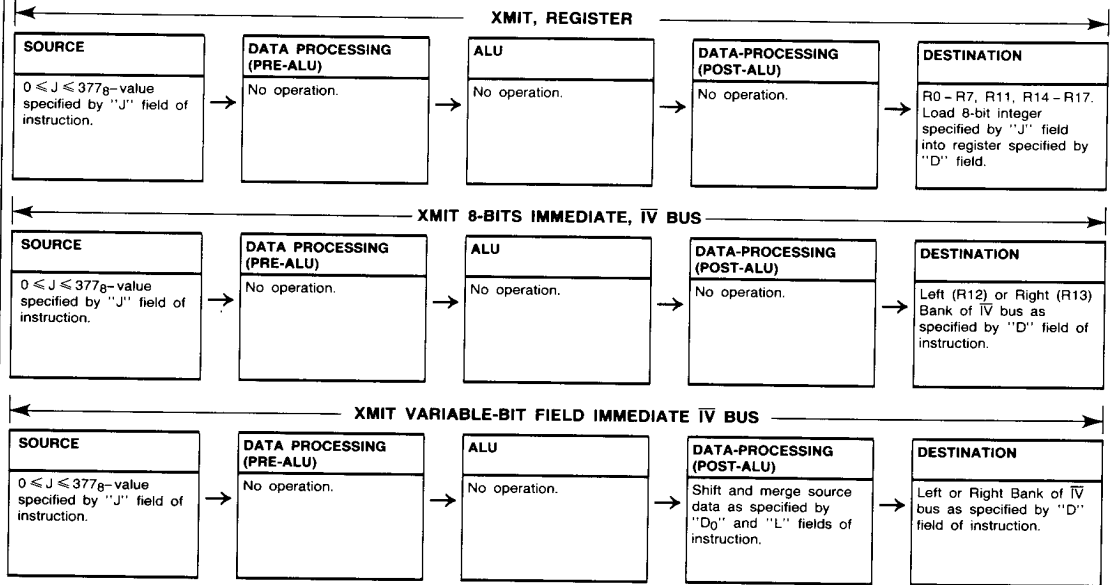 XMIT, REGISTER
SOURCE
0 ⩽ J ⩽ 377₈–value
specified by "J" field of
instruction.
DATA PROCESSING
(PRE-ALU)
No operation.
ALU
No operation.
DATA-PROCESSING
(POST-ALU)
No operation.
DESTINATION
R0 – R7, R11, R14 – R17.
Load 8-bit integer
specified by "J" field
into register specified by
"D" field.
XMIT 8-BITS IMMEDIATE, I̅V̅ BUS
SOURCE
0 ⩽ J ⩽ 377₈–value
specified by "J" field of
instruction.
DATA PROCESSING
(PRE-ALU)
No operation.
ALU
No operation.
DATA-PROCESSING
(POST-ALU)
No operation.
DESTINATION
Left (R12) or Right (R13)
Bank of I̅V̅ bus as
specified by "D" field of
instruction.
XMIT VARIABLE-BIT FIELD IMMEDIATE I̅V̅ BUS
SOURCE
0 ⩽ J ⩽ 377₈–value
specified by "J" field of
instruction.
DATA PROCESSING
(PRE-ALU)
No operation.
ALU
No operation.
DATA-PROCESSING
(POST-ALU)
Shift and merge source
data as specified by
"D₀" and "L" fields of
instruction.
DESTINATION
Left or Right Bank of I̅V̅
bus as specified by "D"
field of instruction.